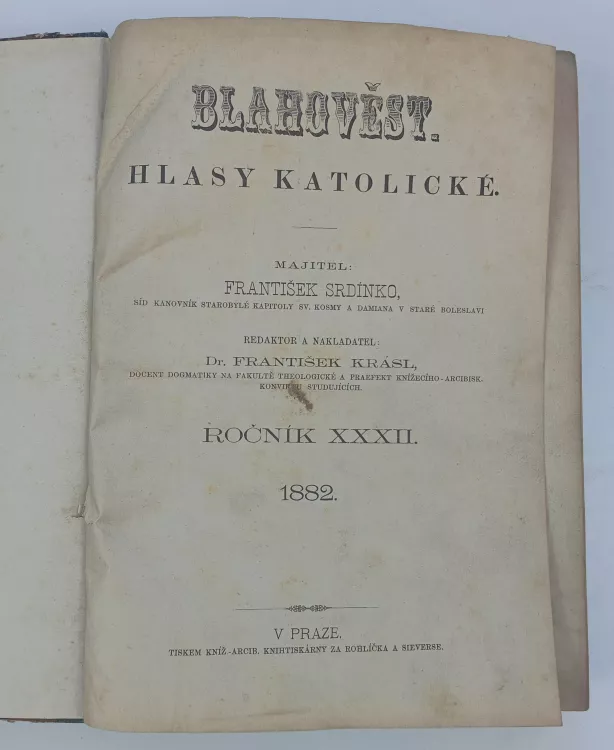 BLAHOVĚST.
HLASY KATOLICKÉ.
MAJITEL:
FRANTIŠEK SRDÍNKO,
SÍD KANOVNÍK STAROBYLÉ KAPITOLY SV. KOSMY A DAMIANA V STARÉ BOLESLAVI
REDAKTOR A NAKLADATEL:
Dr. FRANTIŠEK KRÁSL,
DOCENT DOGMATIKY NA FAKULTĚ THEOLOGICKÉ A PRAEFEKT KNÍŽECÍHO-ARCIBISK.
STUDUJÍCICH.
ROČNÍK XXXII.
1882.
V PRAZE.
TISKEM KNÍŽ.-ARCIB. KNIHTISKÁRNY ZA ROHLÍČKA A SIEVERSE.